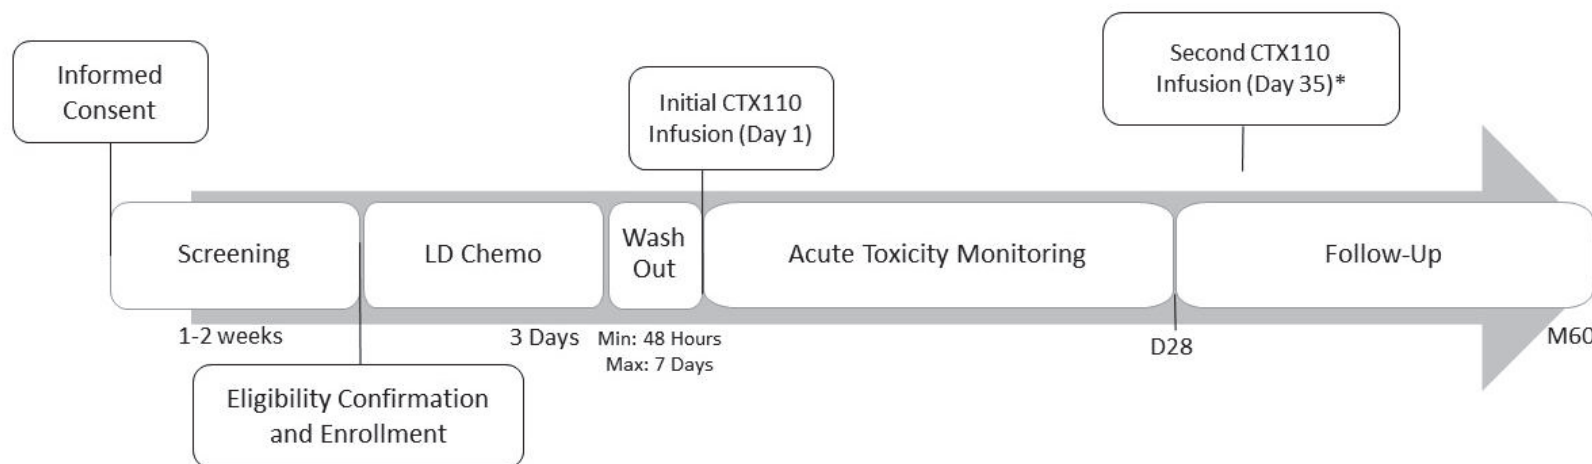 Informed
Consent
Initial CTX110
Infusion (Day 1)
Second CTX110
Infusion (Day 35)*
Screening
LD Chemo
Wash
Out
Acute Toxicity Monitoring
Follow-Up
1-2 weeks
3 Days
Min: 48 Hours
Max: 7 Days
D28
M60
Eligibility Confirmation
and Enrollment